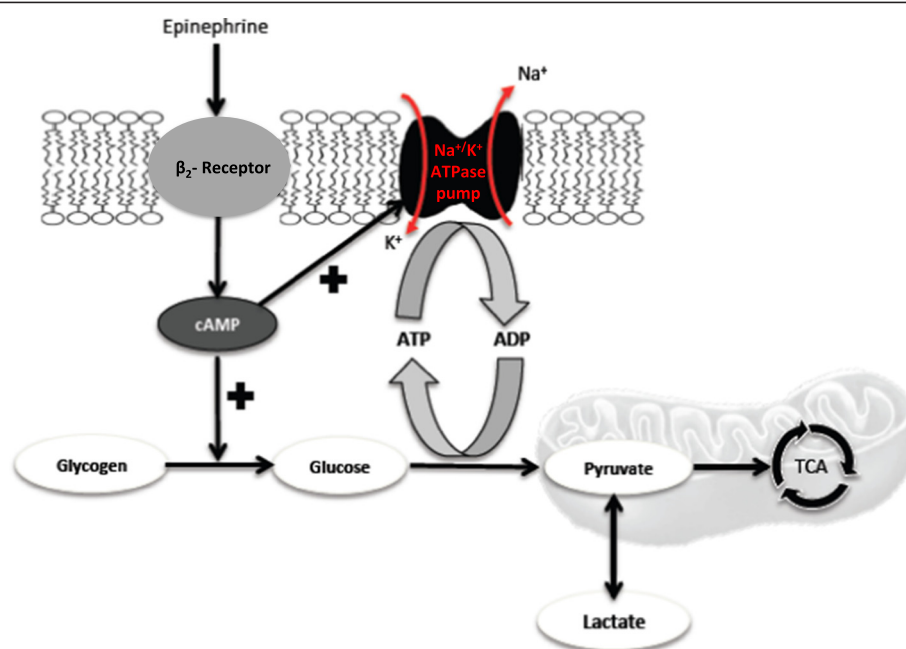 Epinephrine
Na⁺
β₂- Receptor
Na⁺/K⁺
ATPase
pump
K⁺
cAMP
ATP
ADP
Glycogen
Glucose
Pyruvate
TCA
Lactate